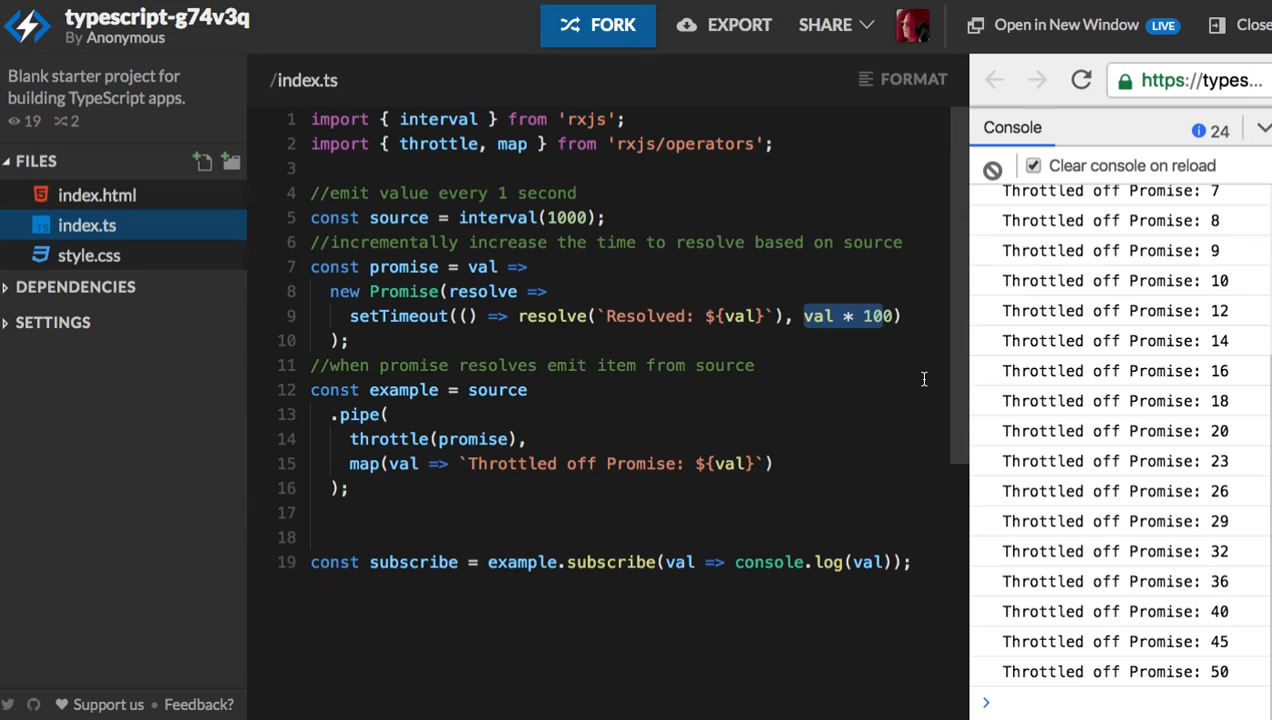 typescript-g74v3q
By Anonymous
FORK
EXPORT
SHARE
Open in New Window LIVE
Close
Blank starter project for
building TypeScript apps.
19 2
FILES
index.html
index.ts
style.css
DEPENDENCIES
SETTINGS
Support us • Feedback?
/index.ts
FORMAT
1 import { interval } from 'rxjs';
2 import { throttle, map } from 'rxjs/operators';
3
4 //emit value every 1 second
5 const source = interval(1000);
6 //incrementally increase the time to resolve based on source
7 const promise = val =>
8 new Promise(resolve =>
9 setTimeout(() => resolve(`Resolved: ${val}`), val * 100)
10 );
11 //when promise resolves emit item from source
12 const example = source
13 .pipe(
14 throttle(promise),
15 map(val => `Throttled off Promise: ${val}`)
16 );
17
18
19 const subscribe = example.subscribe(val => console.log(val));
https://types...
Console
24
Clear console on reload
Throttled off Promise: 7
Throttled off Promise: 8
Throttled off Promise: 9
Throttled off Promise: 10
Throttled off Promise: 12
Throttled off Promise: 14
Throttled off Promise: 16
Throttled off Promise: 18
Throttled off Promise: 20
Throttled off Promise: 23
Throttled off Promise: 26
Throttled off Promise: 29
Throttled off Promise: 32
Throttled off Promise: 36
Throttled off Promise: 40
Throttled off Promise: 45
Throttled off Promise: 50